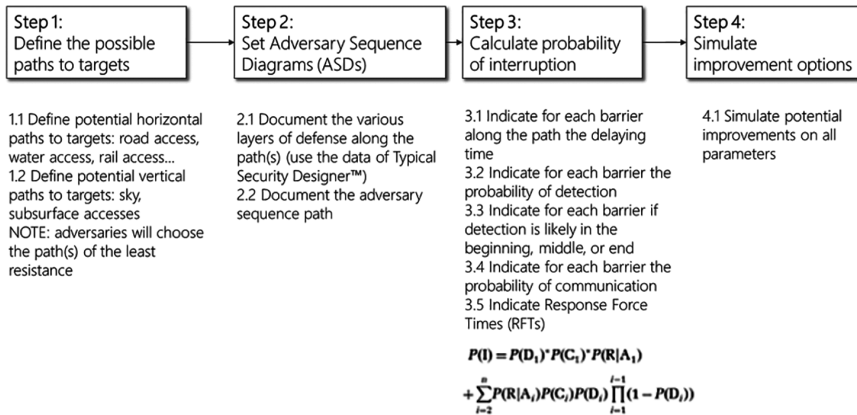 Step 1:
Define the possible
paths to targets
1.1 Define potential horizontal
paths to targets: road access,
water access, rail access...
1.2 Define potential vertical
paths to targets: sky,
subsurface accesses
NOTE: adversaries will choose
the path(s) of the least
resistance
Step 2:
Set Adversary Sequence
Diagrams (ASDs)
2.1 Document the various
layers of defense along the
path(s) (use the data of Typical
Security Designer™)
2.2 Document the adversary
sequence path
Step 3:
Calculate probability
of interruption
3.1 Indicate for each barrier
along the path the delaying
time
3.2 Indicate for each barrier the
probability of detection
3.3 Indicate for each barrier if
detection is likely in the
beginning, middle, or end
3.4 Indicate for each barrier the
probability of communication
3.5 Indicate Response Force
Times (RFTs)
P(I) = P(D₁)*P(C₁)*P(R|A₁)
+ ∑ⁿᵢ₌₂ P(R|Aᵢ)P(Cᵢ)P(Dᵢ) ∏ⁱ⁻¹ᵢ₌₁ (1 − P(Dᵢ))
Step 4:
Simulate
improvement options
4.1 Simulate potential
improvements on all
parameters